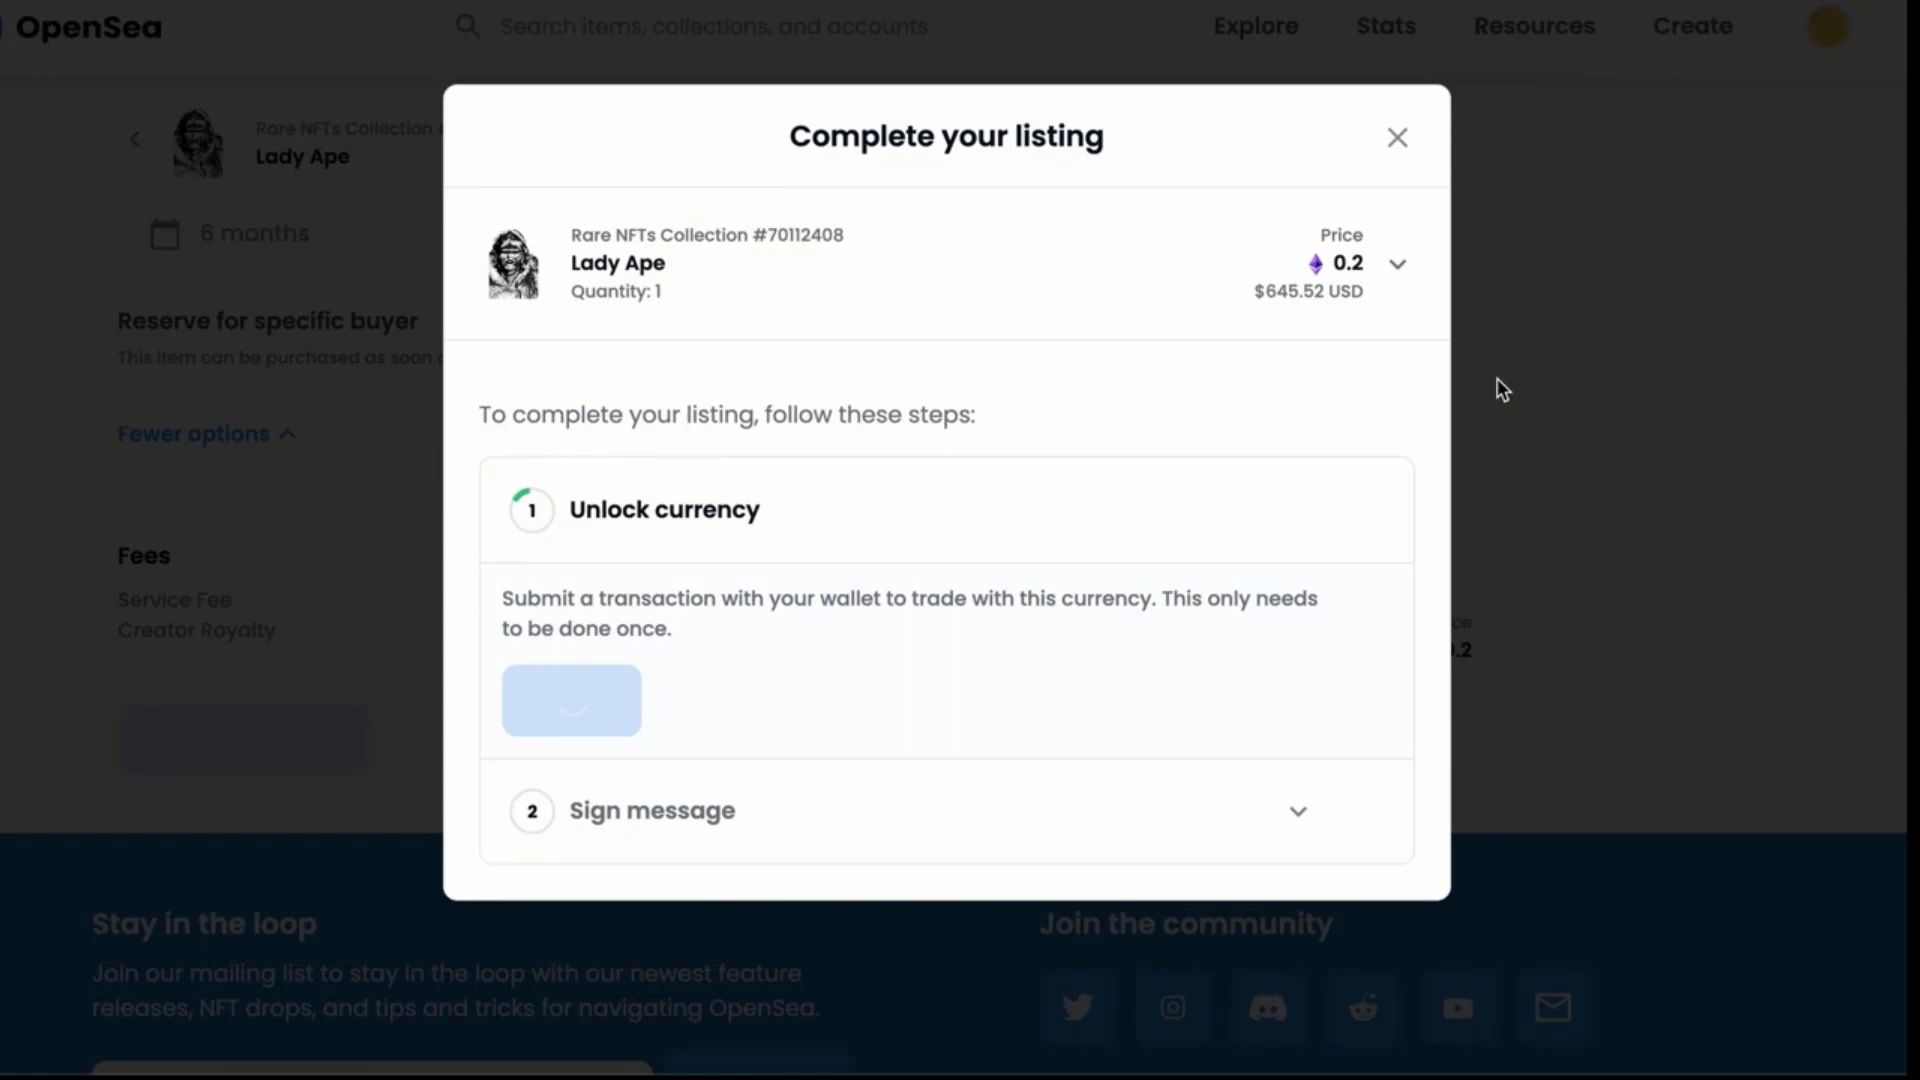 OpenSea
Search items, collections, and accounts
Explore
Stats
Resources
Create
Rare NFTs Collection
Lady Ape
6 months
Reserve for specific buyer
This item can be purchased as soon
Fewer options
Fees
Service Fee
Creator Royalty
Complete your listing
Rare NFTs Collection #70112408
Lady Ape
Quantity: 1
Price
0.2
$645.52 USD
To complete your listing, follow these steps:
1 Unlock currency
Submit a transaction with your wallet to trade with this currency. This only needs
to be done once.
2 Sign message
Stay in the loop
Join our mailing list to stay in the loop with our newest feature
releases, NFT drops, and tips and tricks for navigating OpenSea.
Join the community